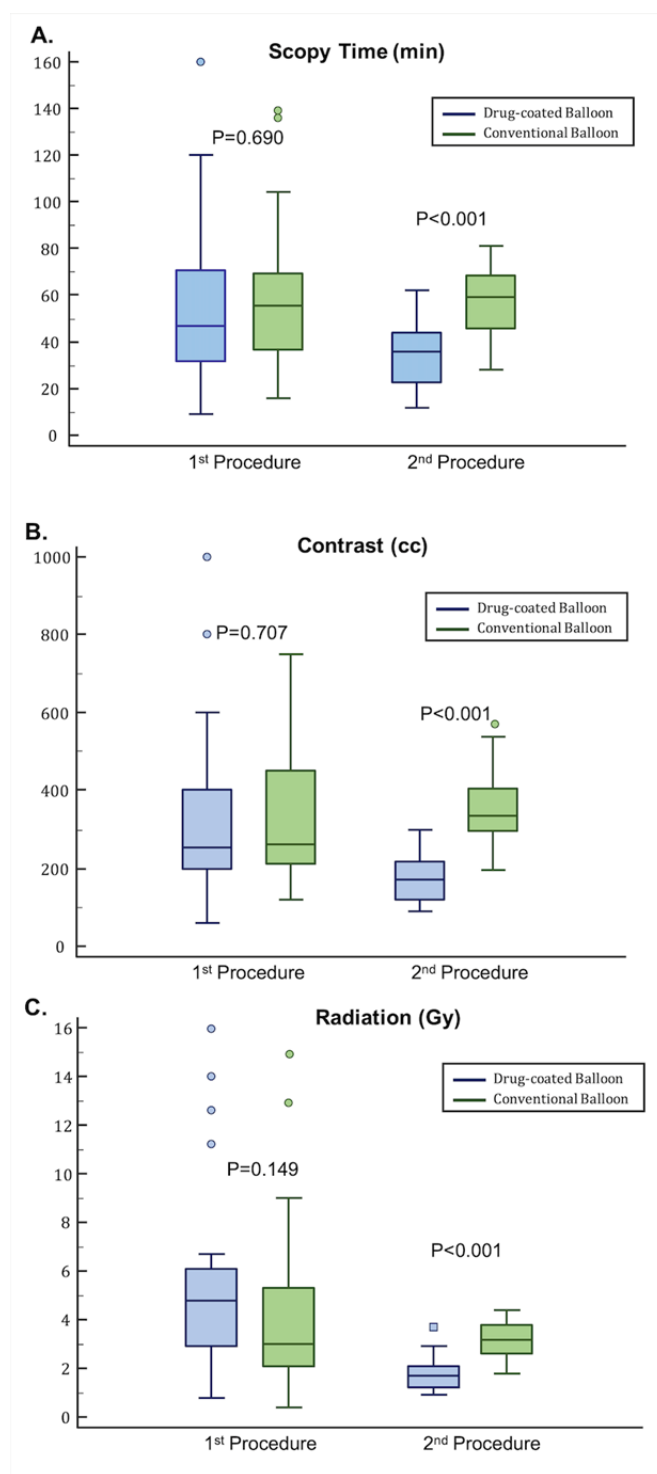 A.
Scopy Time (min)
160
140
120
100
80
60
40
20
0
Drug-coated Balloon
Conventional Balloon
P=0.690
P<0.001
1st Procedure
2nd Procedure
B.
Contrast (cc)
1000
800
600
400
200
0
Drug-coated Balloon
Conventional Balloon
P=0.707
P<0.001
1st Procedure
2nd Procedure
C.
Radiation (Gy)
16
14
12
10
8
6
4
2
0
Drug-coated Balloon
Conventional Balloon
P=0.149
P<0.001
1st Procedure
2nd Procedure